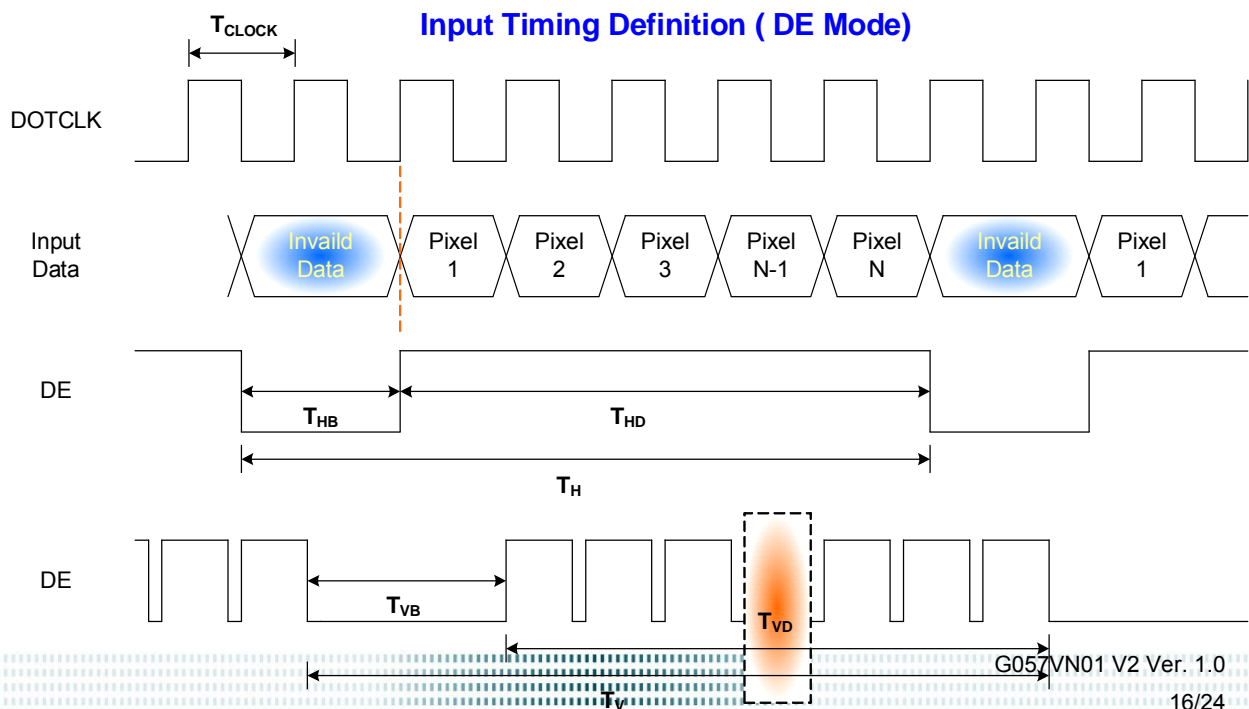 Input Timing Definition ( DE Mode)
TCLOCK
DOTCLK
Input
Data
Invaild
Data
Pixel
1
Pixel
2
Pixel
3
Pixel
N-1
Pixel
N
Invaild
Data
Pixel
1
DE
THB
THD
TH
DE
TVB
TVD
TV
G057VN01 V2 Ver. 1.0
16/24